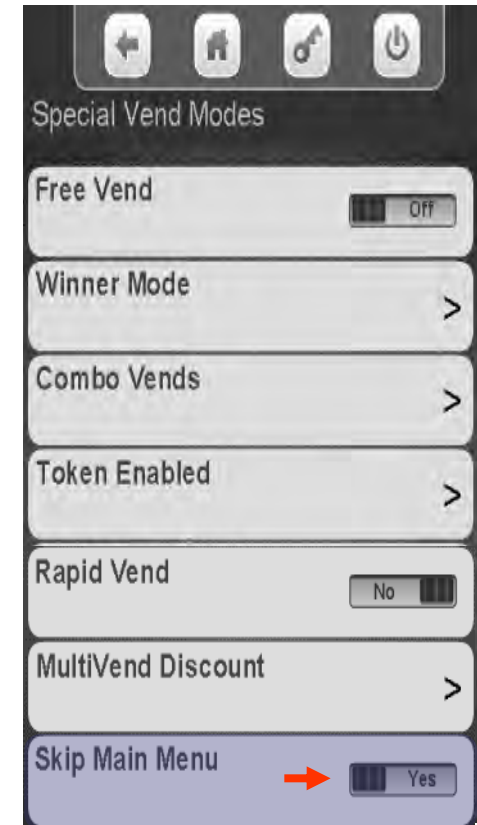 Special Vend Modes
Free Vend
Off
Winner Mode
>
Combo Vends
>
Token Enabled
>
Rapid Vend
No
MultiVend Discount
>
Skip Main Menu
Yes